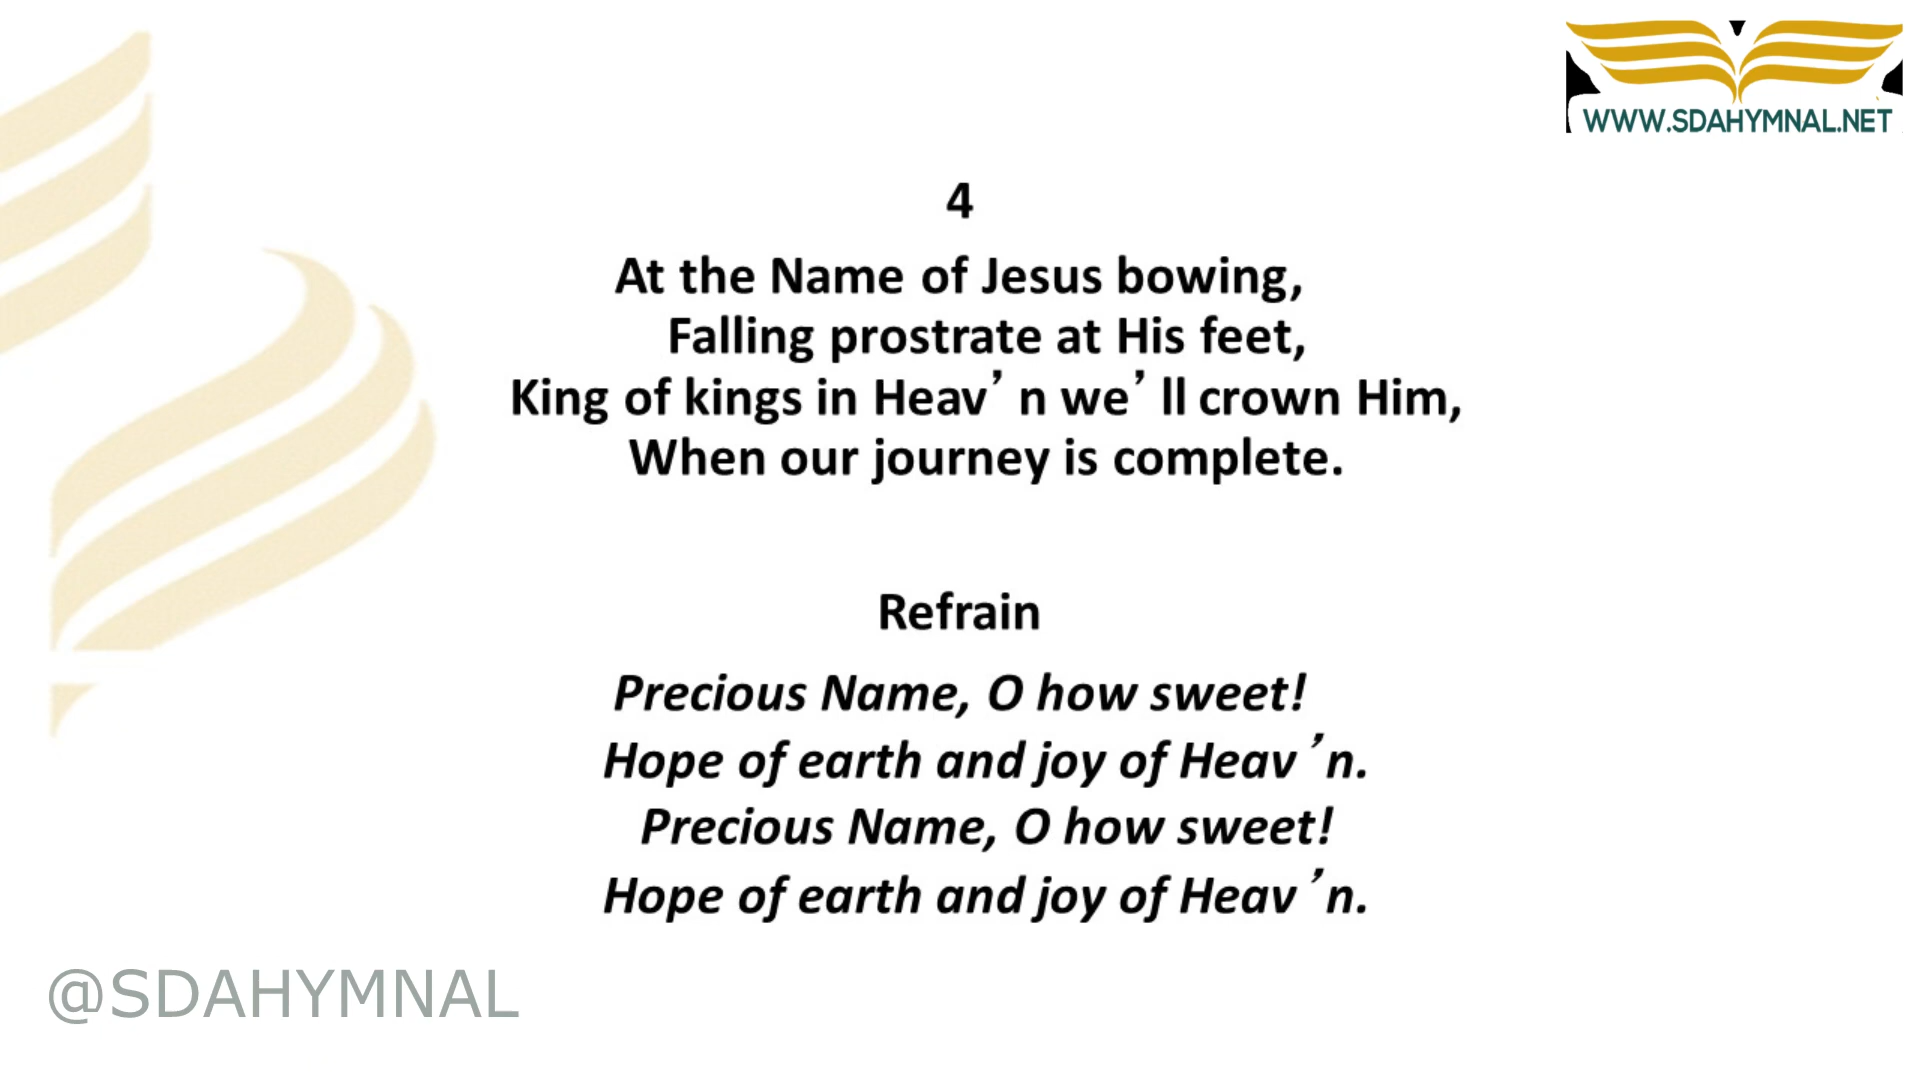 WWW.SDAHYMNAL.NET
4
At the Name of Jesus bowing,
Falling prostrate at His feet,
King of kings in Heav’ n we’ ll crown Him,
When our journey is complete.
Refrain
Precious Name, O how sweet!
Hope of earth and joy of Heav ’n.
Precious Name, O how sweet!
Hope of earth and joy of Heav ’n.
@SDAHYMNAL